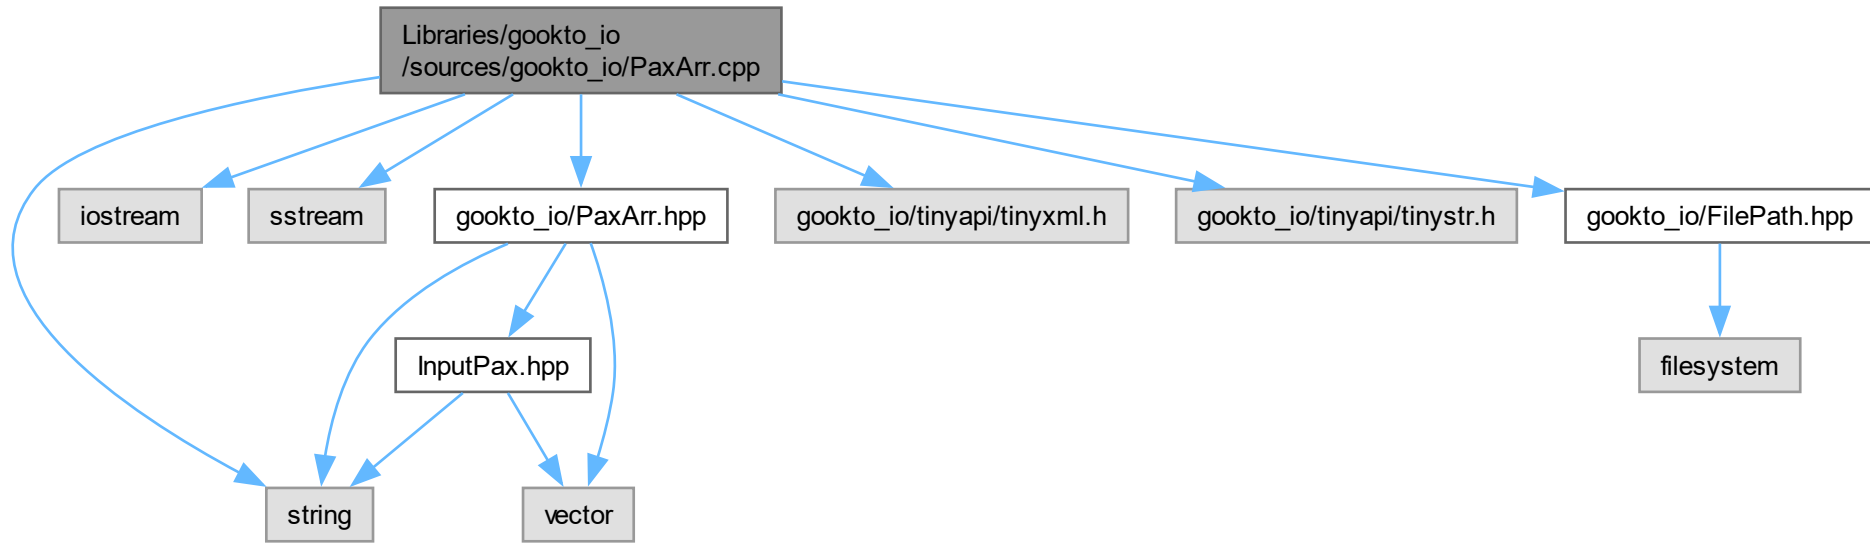 Libraries/gookto_io
/sources/gookto_io/PaxArr.cpp
iostream
sstream
gookto_io/PaxArr.hpp
gookto_io/tinyapi/tinyxml.h
gookto_io/tinyapi/tinystr.h
gookto_io/FilePath.hpp
InputPax.hpp
filesystem
string
vector